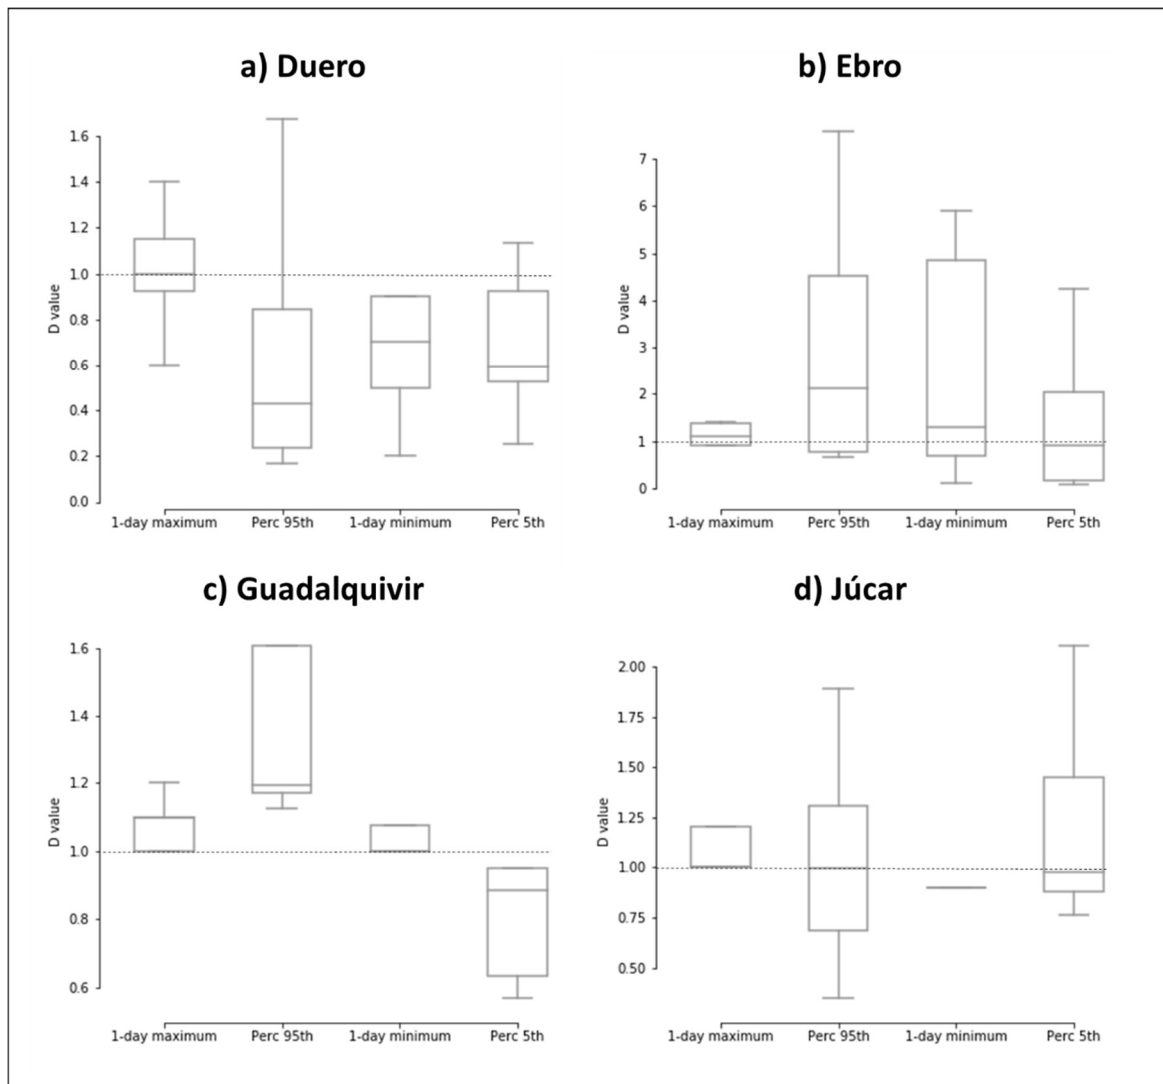 a) Duero
1.6
1.4
1.2
1.0
0.8
0.6
0.4
0.2
0.0
D value
1-day maximum Perc 95th 1-day minimum Perc 5th
b) Ebro
7
6
5
4
3
2
1
0
D value
1-day maximum Perc 95th 1-day minimum Perc 5th
c) Guadalquivir
1.6
1.4
1.2
1.0
0.8
0.6
D value
1-day maximum Perc 95th 1-day minimum Perc 5th
d) Júcar
2.00
1.75
1.50
1.25
1.00
0.75
0.50
D value
1-day maximum Perc 95th 1-day minimum Perc 5th